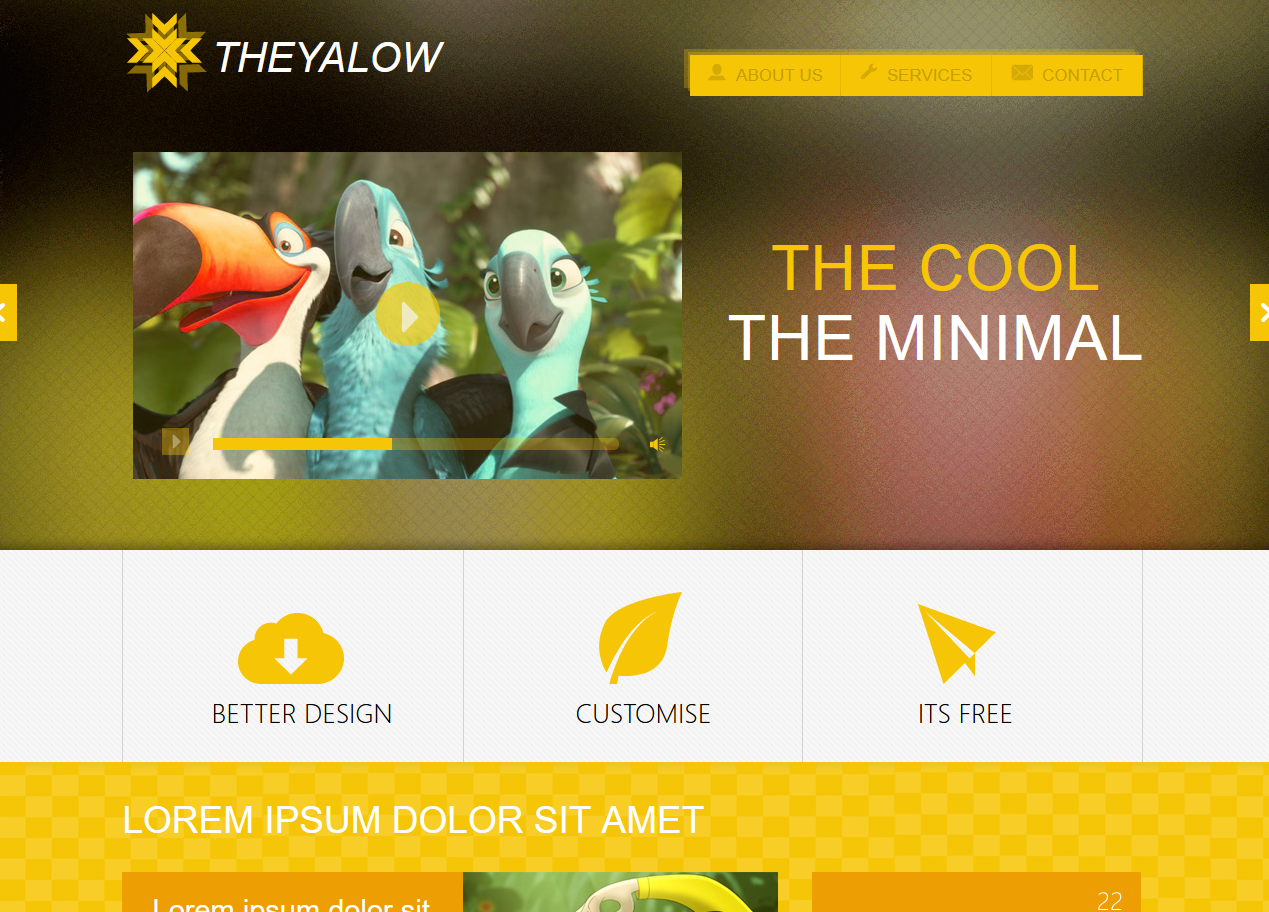 THEYALOW
ABOUT US SERVICES CONTACT
THE COOL
THE MINIMAL
BETTER DESIGN CUSTOMISE ITS FREE
LOREM IPSUM DOLOR SIT AMET
Lorem ipsum dolor sit
22